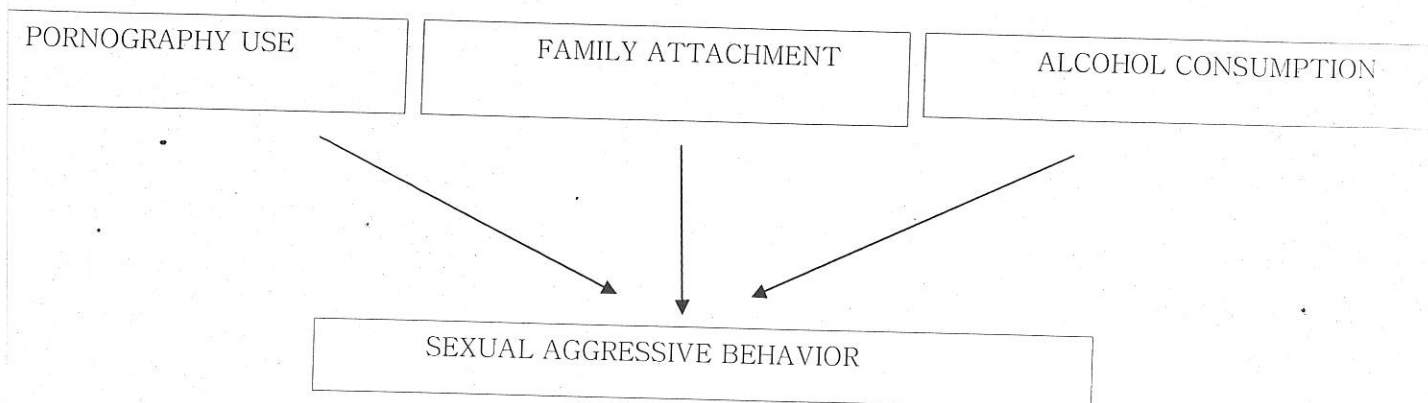 PORNOGRAPHY USE
FAMILY ATTACHMENT
ALCOHOL CONSUMPTION
SEXUAL AGGRESSIVE BEHAVIOR